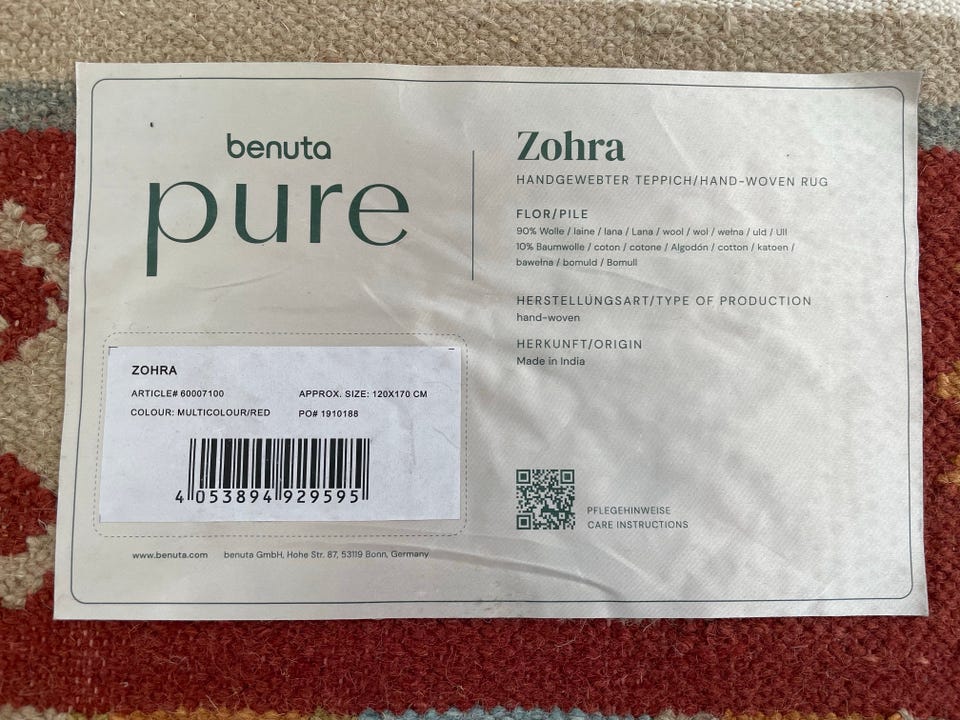 benuta
pure
Zohra
HANDGEWEBTER TEPPICH/HAND-WOVEN RUG
FLOR/PILE
90% Wolle / laine / lana / Lana / wool / wol / wełna / uld / Ull
10% Baumwolle / coton / cotone / Algodón / cotton / katoen /
bawełna / bomuld / Bomull
HERSTELLUNGSART/TYPE OF PRODUCTION
hand-woven
HERKUNFT/ORIGIN
Made in India
ZOHRA
ARTICLE# 60007100
APPROX. SIZE: 120X170 CM
COLOUR: MULTICOLOUR/RED
PO# 1910188
4 053894 929595
PFLEGEHINWEISE
CARE INSTRUCTIONS
www.benuta.com benuta GmbH, Hohe Str. 87, 53119 Bonn, Germany